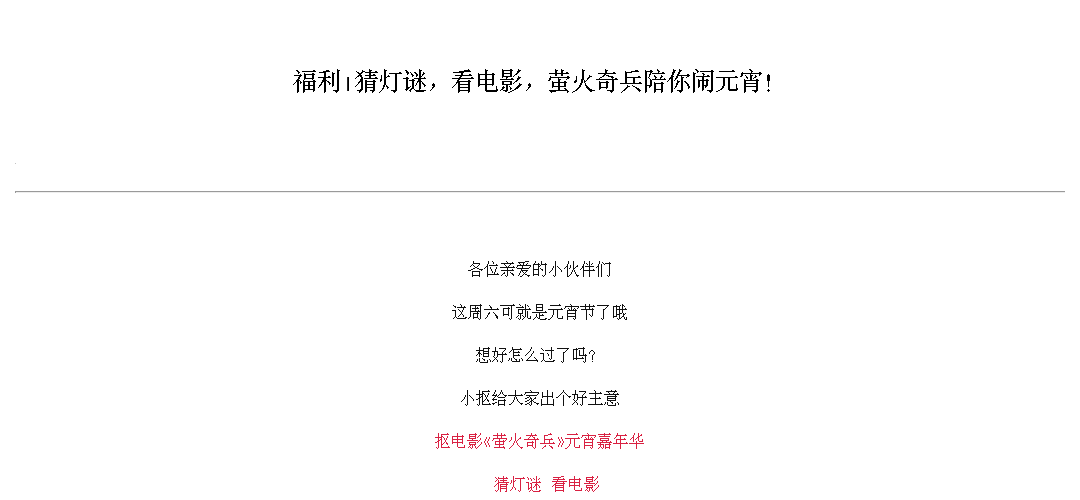 福利|猜灯谜，看电影，萤火奇兵陪你闹元宵!
各位亲爱的小伙伴们
这周六可就是元宵节了哦
想好怎么过了吗?
小抠给大家出个好主意
抠电影《萤火奇兵》元宵嘉年华
猜灯谜 看电影